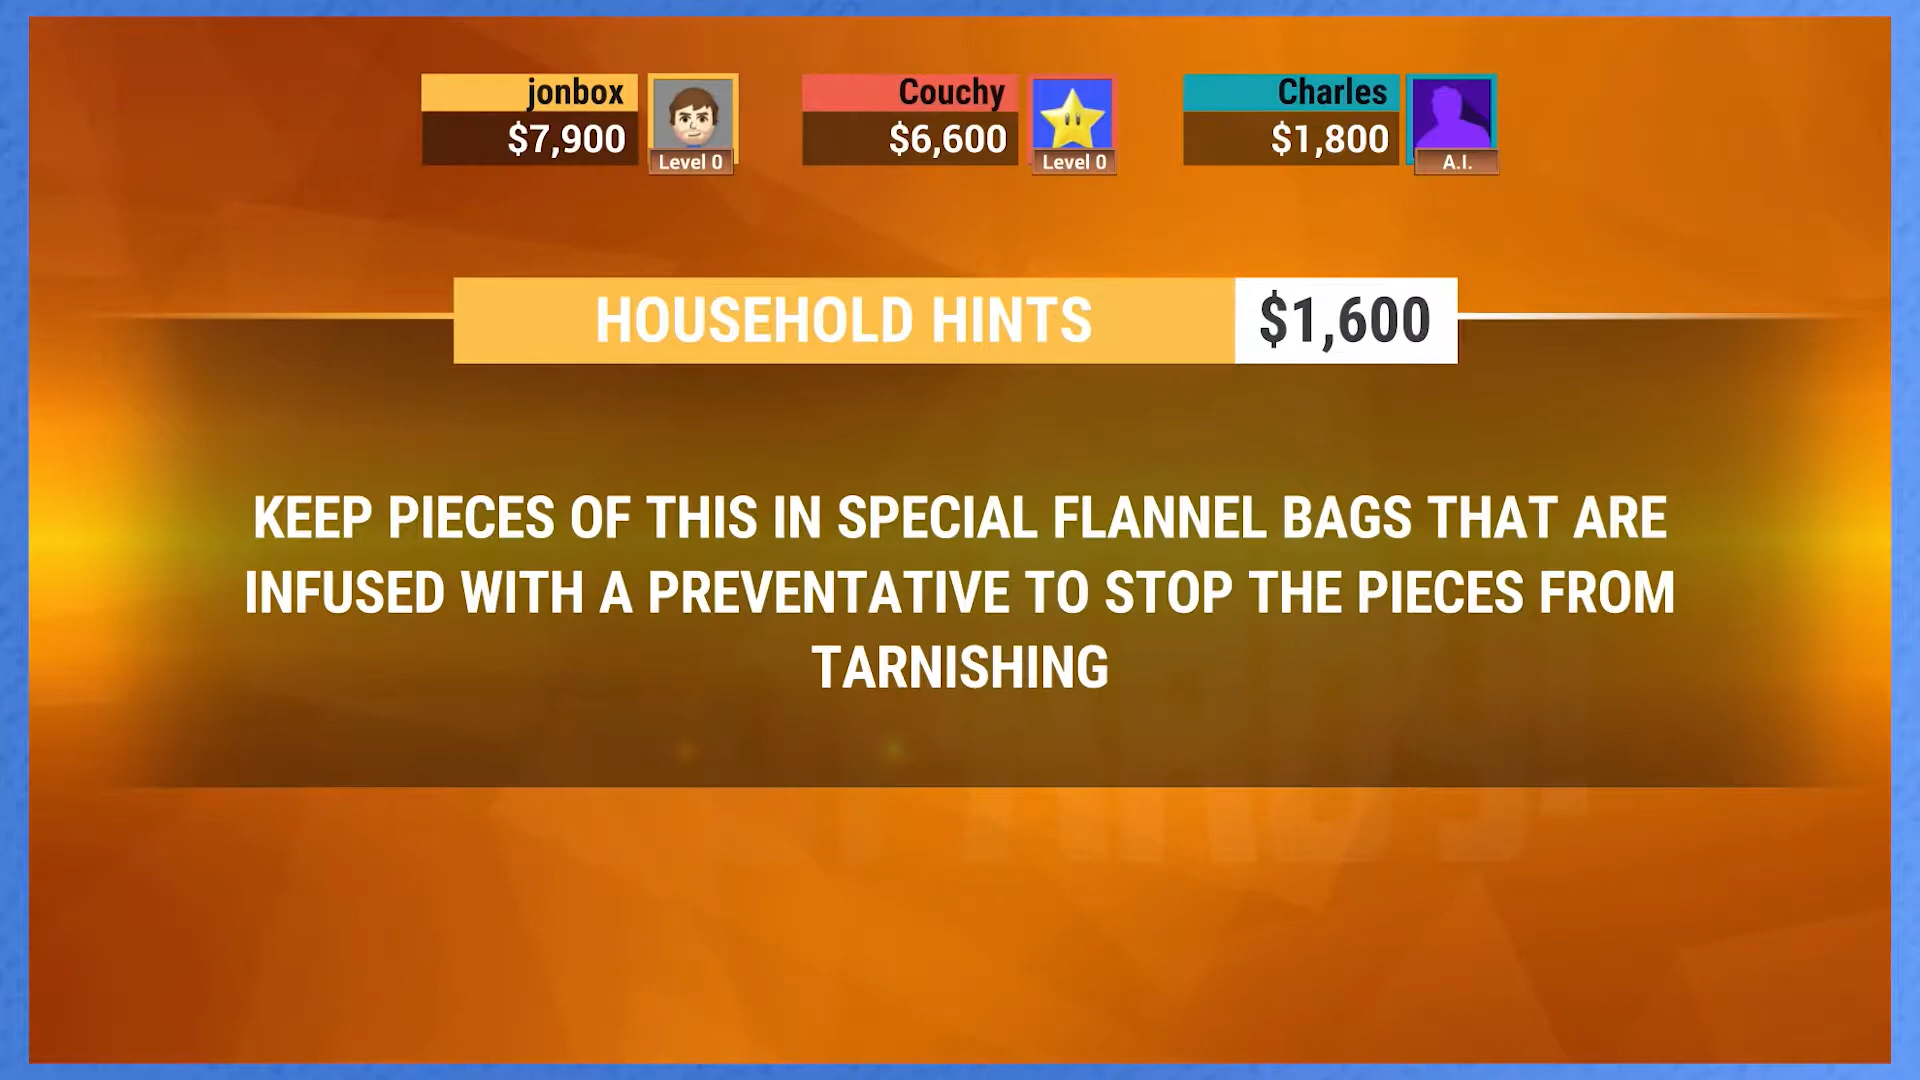 jonbox
$7,900
Level 0
Couchy
$6,600
Level 0
Charles
$1,800
A.I.
HOUSEHOLD HINTS $1,600
KEEP PIECES OF THIS IN SPECIAL FLANNEL BAGS THAT ARE
INFUSED WITH A PREVENTATIVE TO STOP THE PIECES FROM
TARNISHING